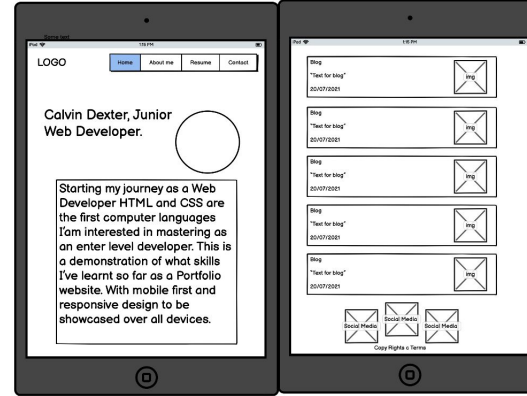 Some text
iPad 1:15 PM
LOGO Home About me Resume Contact
Calvin Dexter, Junior
Web Developer.
Starting my journey as a Web
Developer HTML and CSS are
the first computer languages
I'am interested in mastering as
an enter level developer. This is
a demonstration of what skills
I've learnt so far as a Portfolio
website. With mobile first and
responsive design to be
showcased over all devices.
iPad 1:15 PM
Blog
"Text for blog"
img
20/07/2021
Blog
"Text for blog"
img
20/07/2021
Blog
"Text for blog"
img
20/07/2021
Blog
"Text for blog"
img
20/07/2021
Blog
"Text for blog"
img
20/07/2021
Social Media Social Media Social Media
Copy Rights c Terms